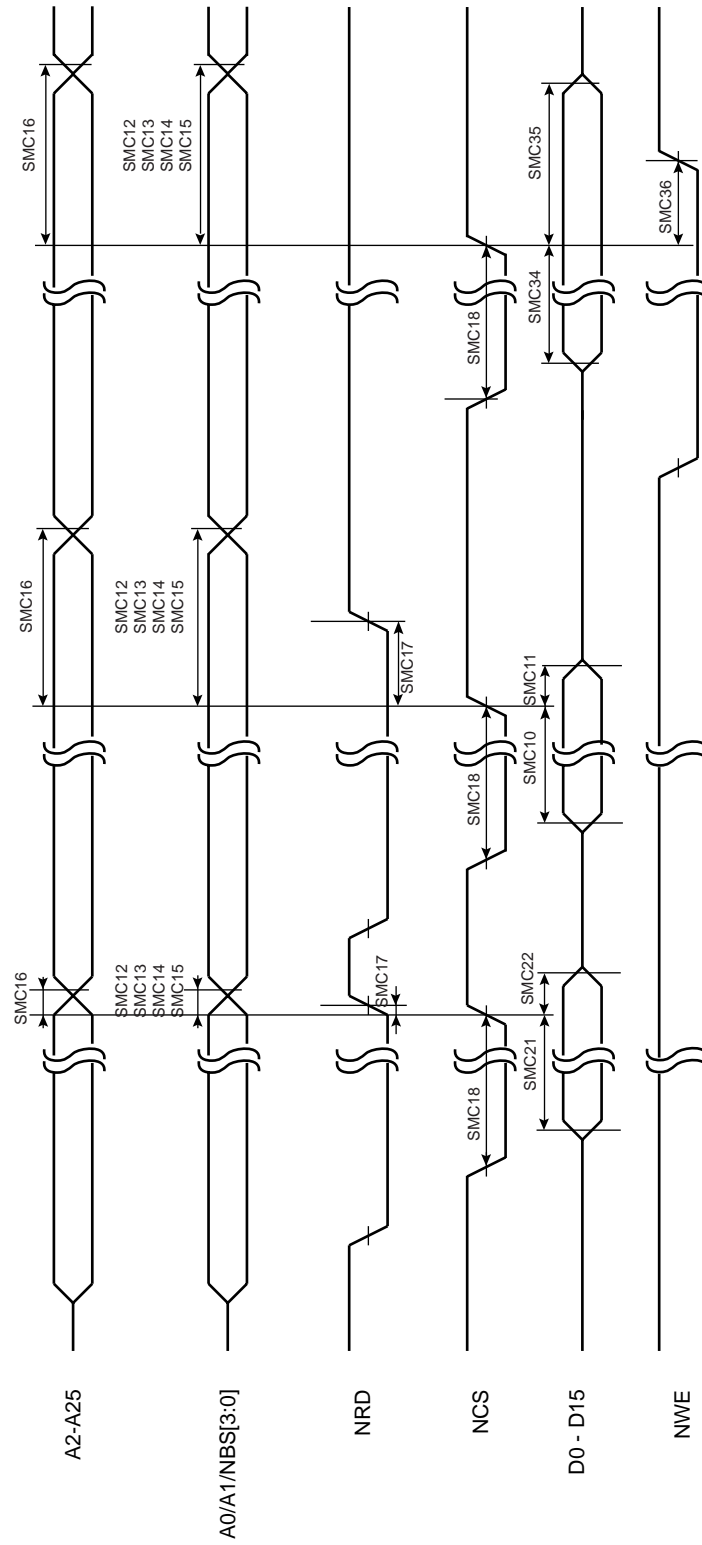 A2-A25
SMC16
SMC16
SMC16
A0/A1/NBS[3:0]
SMC12
SMC13
SMC14
SMC15
SMC12
SMC13
SMC14
SMC15
SMC12
SMC13
SMC14
SMC15
NRD
SMC17
SMC17
NCS
SMC18
SMC18
SMC18
D0 - D15
SMC21
SMC22
SMC10
SMC11
SMC34
SMC35
NWE
SMC36